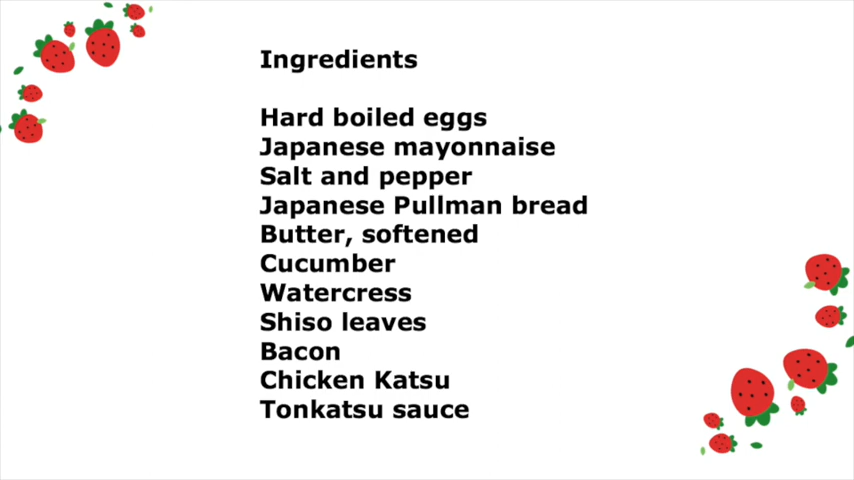 Ingredients
Hard boiled eggs
Japanese mayonnaise
Salt and pepper
Japanese Pullman bread
Butter, softened
Cucumber
Watercress
Shiso leaves
Bacon
Chicken Katsu
Tonkatsu sauce